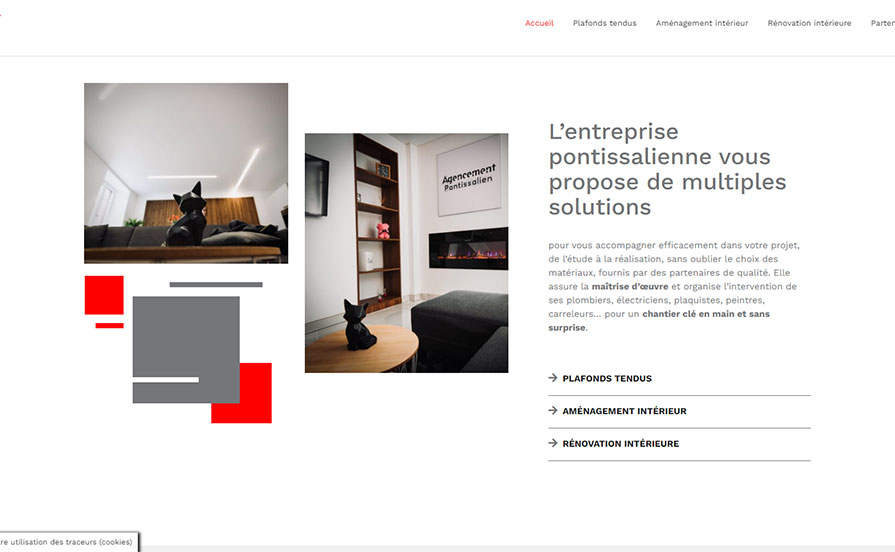 Accueil Plafonds tendus Aménagement intérieur Rénovation intérieure Parten
Agencement
Pontissalien
L’entreprise
pontissalienne vous
propose de multiples
solutions
pour vous accompagner efficacement dans votre projet,
de l’étude à la réalisation, sans oublier le choix des
matériaux, fournis par des partenaires de qualité. Elle
assure la maîtrise d’œuvre et organise l’intervention de
ses plombiers, électriciens, plaquistes, peintres,
carreleurs... pour un chantier clé en main et sans
surprise.
PLAFONDS TENDUS
AMÉNAGEMENT INTÉRIEUR
RÉNOVATION INTÉRIEURE
re utilisation des traceurs (cookies)